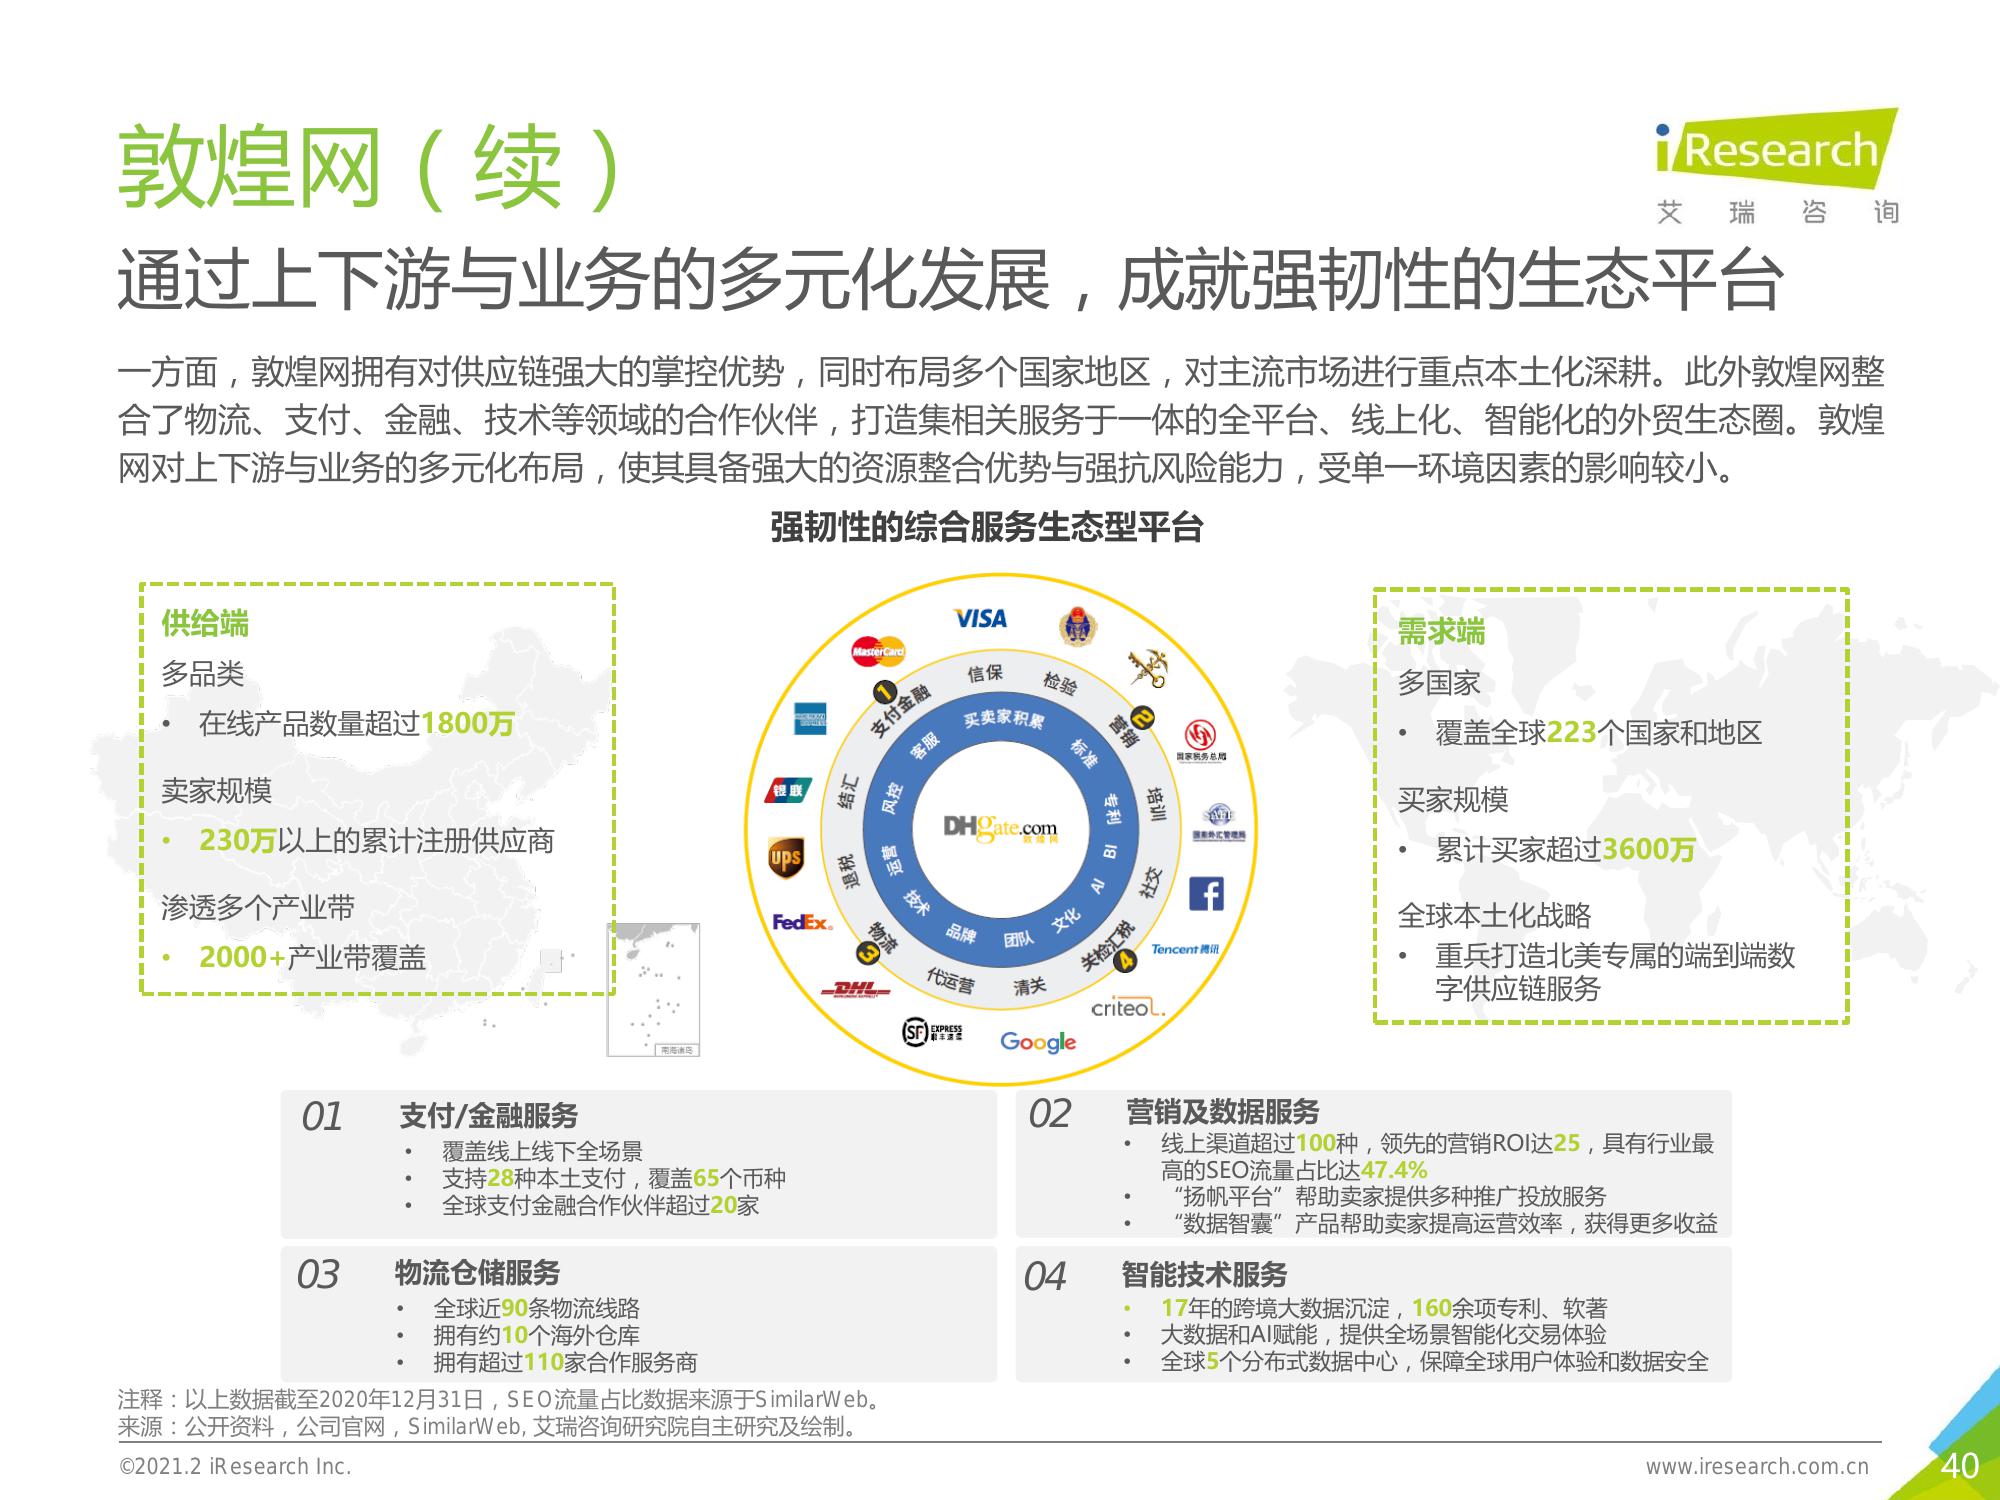 敦煌网（续）
iResearch
艾瑞咨询
通过上下游与业务的多元化发展，成就强韧性的生态平台
一方面，敦煌网拥有对供应链强大的掌控优势，同时布局多个国家地区，对主流市场进行重点本土化深耕。此外敦煌网整
合了物流、支付、金融、技术等领域的合作伙伴，打造集相关服务于一体的全平台、线上化、智能化的外贸生态圈。敦煌
网对上下游与业务的多元化布局，使其具备强大的资源整合优势与强抗风险能力，受单一环境因素的影响较小。
强韧性的综合服务生态型平台
供给端
多品类
• 在线产品数量超过1800万
卖家规模
• 230万以上的累计注册供应商
渗透多个产业带
• 2000+产业带覆盖
南海诸岛
VISA
MasterCard
银联
ups
FedEx
DHL
SF EXPRESS
Google
criteol.
Tencent 腾讯
f
国家外汇管理局
国家税务总局
信保
检验
2 营销
培训
社交
4 关检汇税
清关
代运营
3 物流
退税
结汇
1 支付金融
买卖家积累
标准
专利
BI
AI
文化
团队
品牌
技术
运营
风控
客服
DHgate.com
敦煌网
需求端
多国家
• 覆盖全球223个国家和地区
买家规模
• 累计买家超过3600万
全球本土化战略
• 重兵打造北美专属的端到端数
字供应链服务
01 支付/金融服务
• 覆盖线上线下全场景
• 支持28种本土支付，覆盖65个币种
• 全球支付金融合作伙伴超过20家
02 营销及数据服务
• 线上渠道超过100种，领先的营销ROI达25，具有行业最
高的SEO流量占比达47.4%
• “扬帆平台”帮助卖家提供多种推广投放服务
• “数据智囊”产品帮助卖家提高运营效率，获得更多收益
03 物流仓储服务
• 全球近90条物流线路
• 拥有约10个海外仓库
• 拥有超过110家合作服务商
04 智能技术服务
• 17年的跨境大数据沉淀，160余项专利、软著
• 大数据和AI赋能，提供全场景智能化交易体验
• 全球5个分布式数据中心，保障全球用户体验和数据安全
注释：以上数据截至2020年12月31日，SEO流量占比数据来源于SimilarWeb。
来源：公开资料，公司官网，SimilarWeb, 艾瑞咨询研究院自主研究及绘制。
©2021.2 iResearch Inc.
www.iresearch.com.cn
40